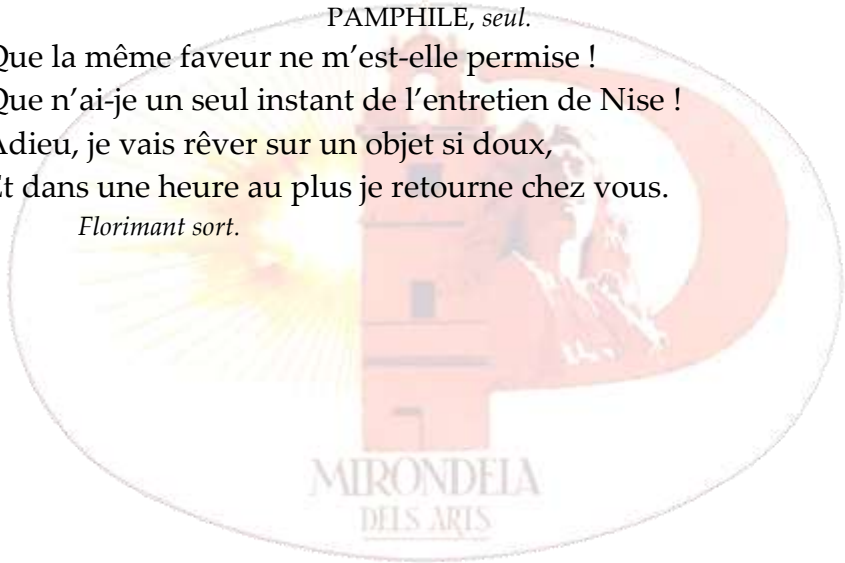 PAMPHILE, seul.
Que la même faveur ne m’est-elle permise !
Que n’ai-je un seul instant de l’entretien de Nise !
Adieu, je vais rêver sur un objet si doux,
Et dans une heure au plus je retourne chez vous.
Florimant sort.
MIRONDELA
DELS ARTS